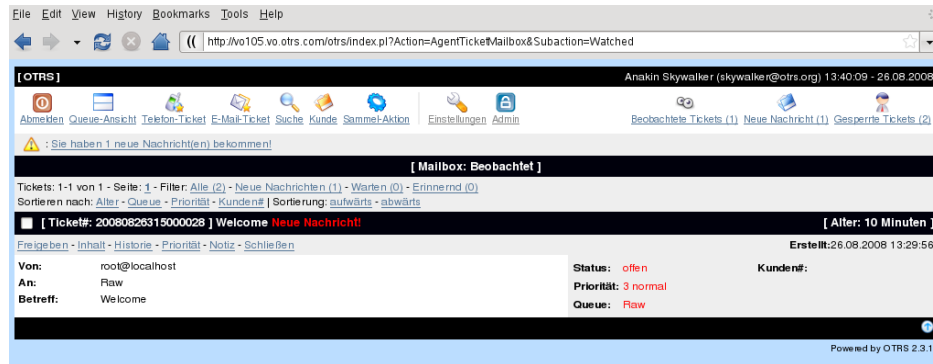 File Edit View History Bookmarks Tools Help
http://vo105.vo.otrs.com/otrs/index.pl?Action=AgentTicketMailbox&Subaction=Watched
[ OTRS ] Anakin Skywalker (skywalker@otrs.org) 13:40:09 - 26.08.2008
Abmelden Queue-Ansicht Telefon-Ticket E-Mail-Ticket Suche Kunde Sammel-Aktion Einstellungen Admin Beobachtete Tickets (1) Neue Nachricht (1) Gesperrte Tickets (2)
: Sie haben 1 neue Nachricht(en) bekommen!
[ Mailbox: Beobachtet ]
Tickets: 1-1 von 1 - Seite: 1 - Filter: Alle (2) - Neue Nachrichten (1) - Warten (0) - Erinnernd (0)
Sortieren nach: Alter - Queue - Priorität - Kunden# | Sortierung: aufwärts - abwärts
[ Ticket#: 20080826315000028 ] Welcome Neue Nachricht! [ Alter: 10 Minuten ]
Freigeben - Inhalt - Historie - Priorität - Notiz - Schließen Erstellt:26.08.2008 13:29:56
Von: root@localhost Status: offen Kunden#:
An: Raw Priorität: 3 normal
Betreff: Welcome Queue: Raw
Powered by OTRS 2.3.1